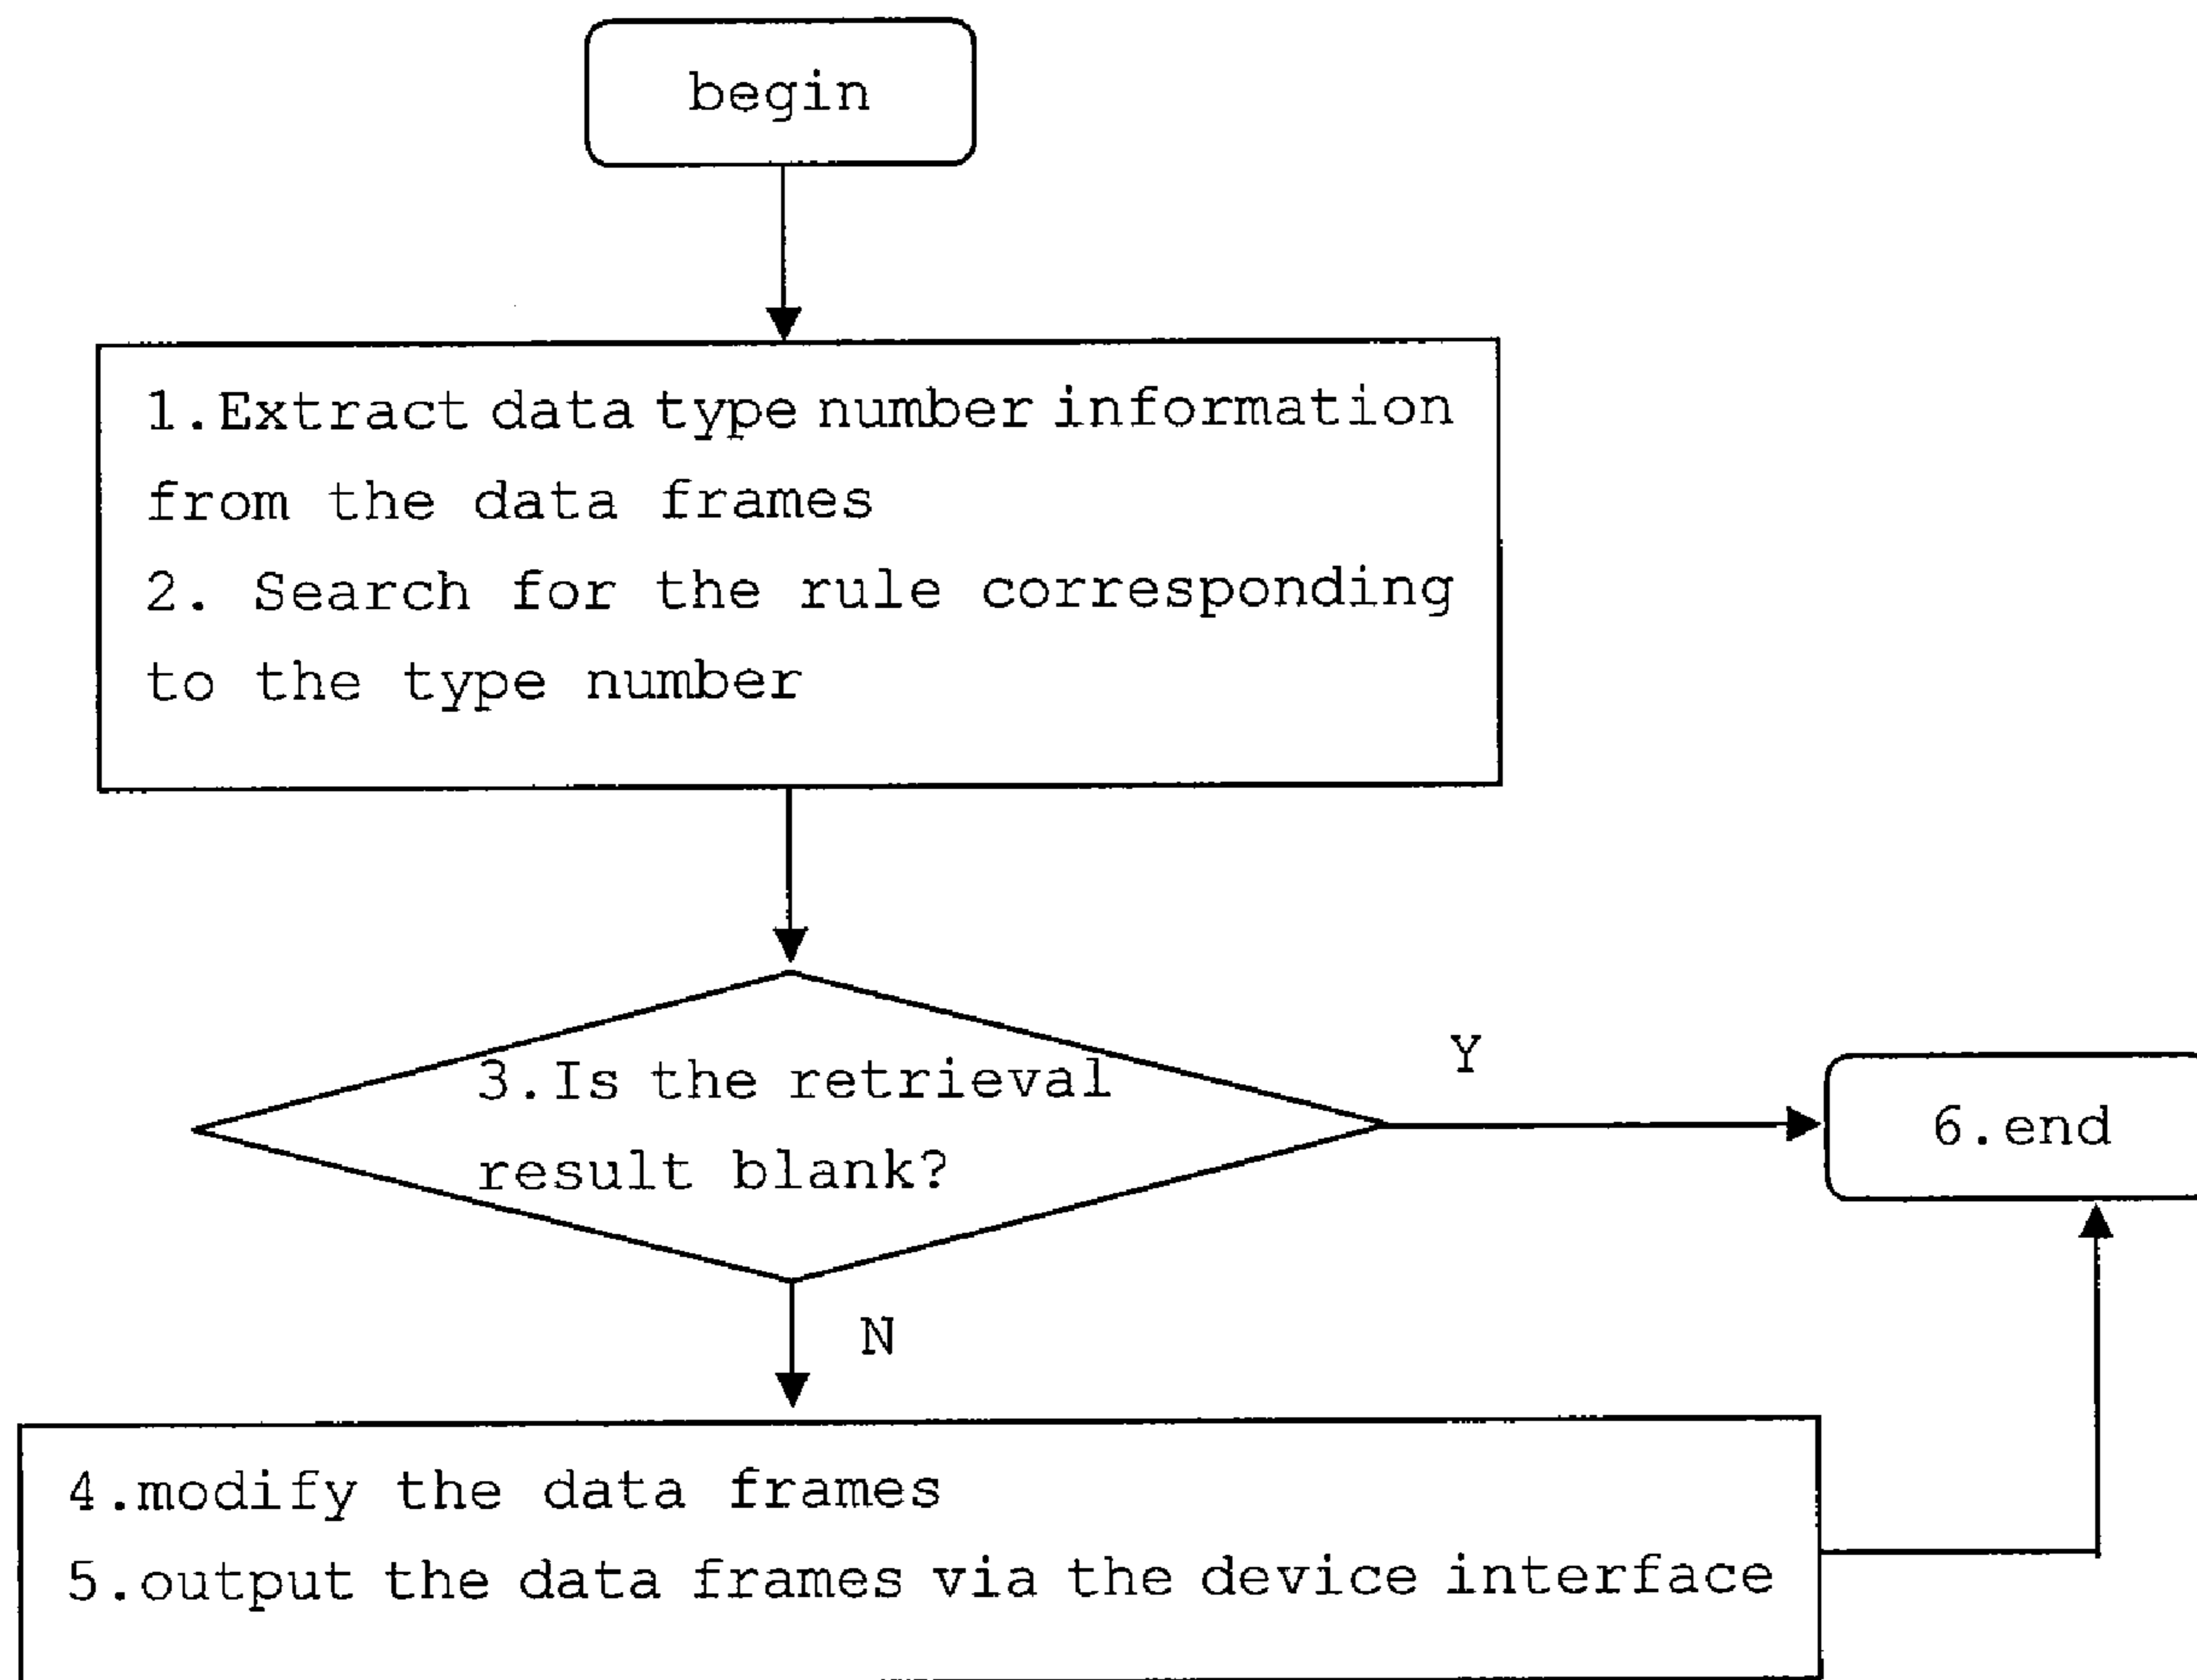 begin
1.Extract data type number information
from the data frames
2. Search for the rule corresponding
to the type number
3.Is the retrieval
result blank?
Y
6.end
N
4.modify the data frames
5.output the data frames via the device interface